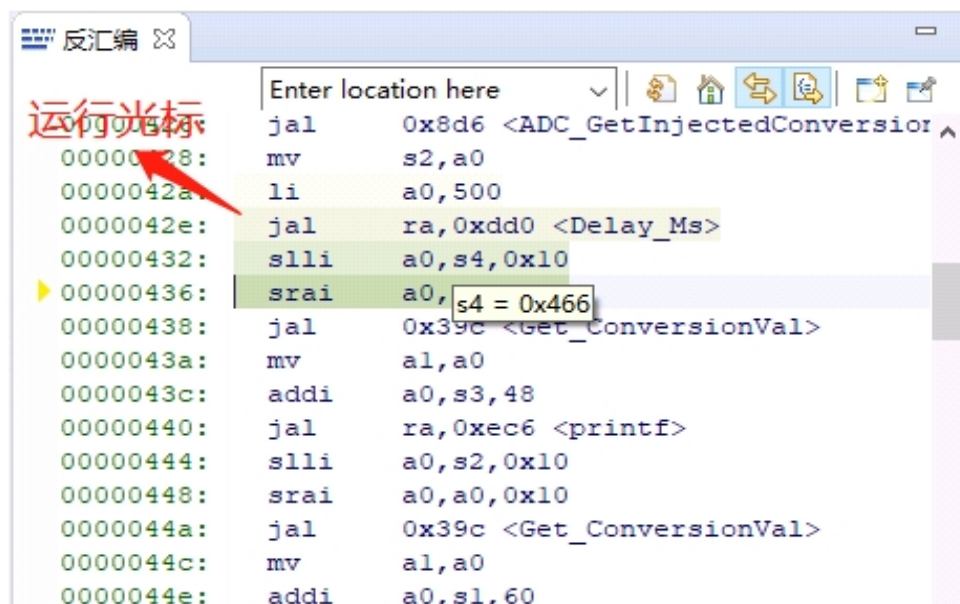 反汇编
Enter location here
运行光标
jal 0x8d6 <ADC_GetInjectedConversion
mv s2,a0
0000042a: li a0,500
0000042e: jal ra,0xdd0 <Delay_Ms>
00000432: slli a0,s4,0x10
00000436: srai a0,
s4 = 0x466
00000438: jal 0x39c <Get_ConversionVal>
0000043a: mv a1,a0
0000043c: addi a0,s3,48
00000440: jal ra,0xec6 <printf>
00000444: slli a0,s2,0x10
00000448: srai a0,a0,0x10
0000044a: jal 0x39c <Get_ConversionVal>
0000044c: mv a1,a0
0000044e: addi a0,s1,60